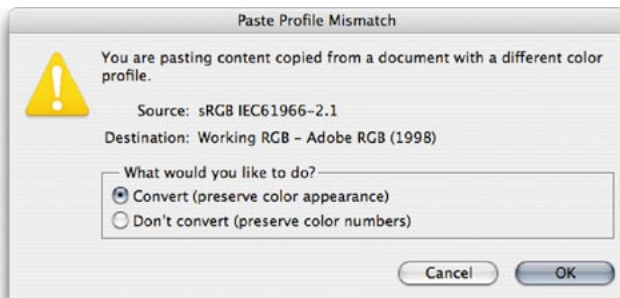 Paste Profile Mismatch
You are pasting content copied from a document with a different color
profile.
Source: sRGB IEC61966-2.1
Destination: Working RGB - Adobe RGB (1998)
What would you like to do?
Convert (preserve color appearance)
Don't convert (preserve color numbers)
Cancel OK